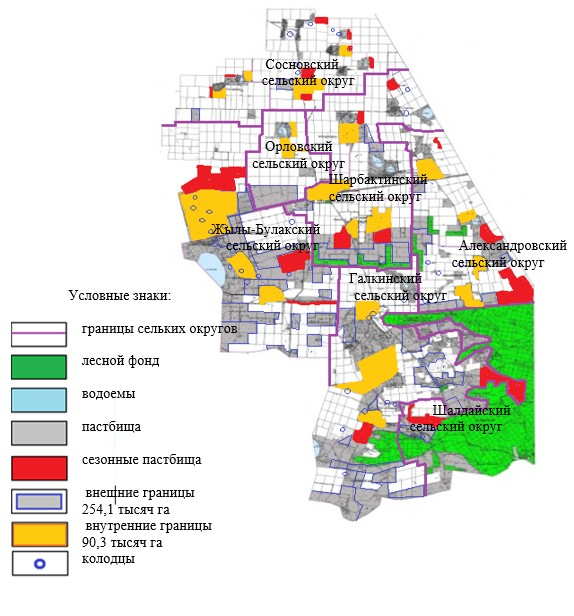 Сосновский
сельский округ
Орловский
сельский округ
Шарбактинский
сельский округ
Жылы-Булакский
сельский округ
Александровский
сельский округ
Галкинский
сельский округ
Шалдайский
сельский округ
Условные знаки:
границы сельких округов
лесной фонд
водоемы
пастбища
сезонные пастбища
внешние границы
254,1 тысяч га
внутренние границы
90,3 тысяч га
колодцы